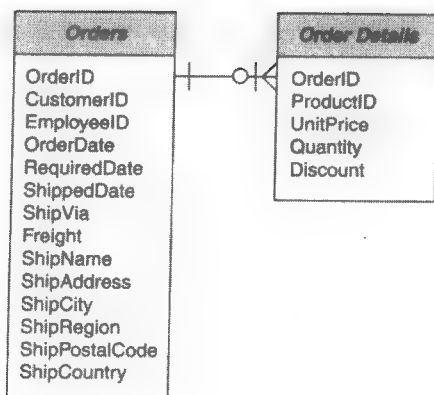 Orders
OrderID
CustomerID
EmployeeID
OrderDate
RequiredDate
ShippedDate
ShipVia
Freight
ShipName
ShipAddress
ShipCity
ShipRegion
ShipPostalCode
ShipCountry
Order Details
OrderID
ProductID
UnitPrice
Quantity
Discount